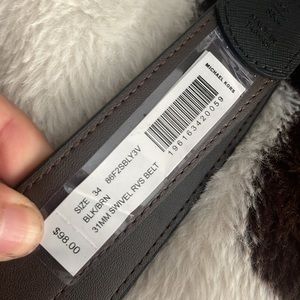 MICHAEL KORS
196163420059
SIZE 34 86F2SBLY3V
BLK/BRN
31MM SWIVEL RVS BELT
$98.00